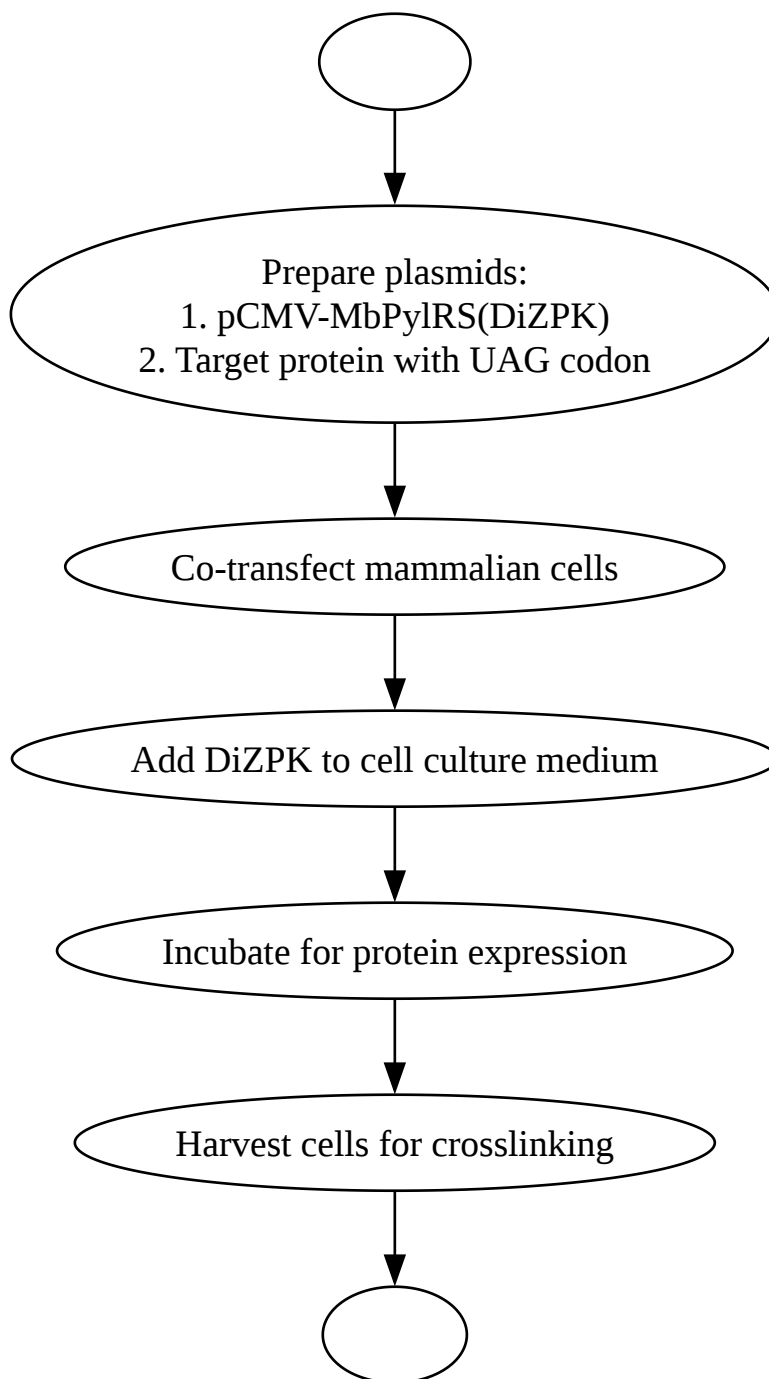 Prepare plasmids:
1. pCMV-MbPylRS(DiZPK)
2. Target protein with UAG codon
Co-transfect mammalian cells
Add DiZPK to cell culture medium
Incubate for protein expression
Harvest cells for crosslinking